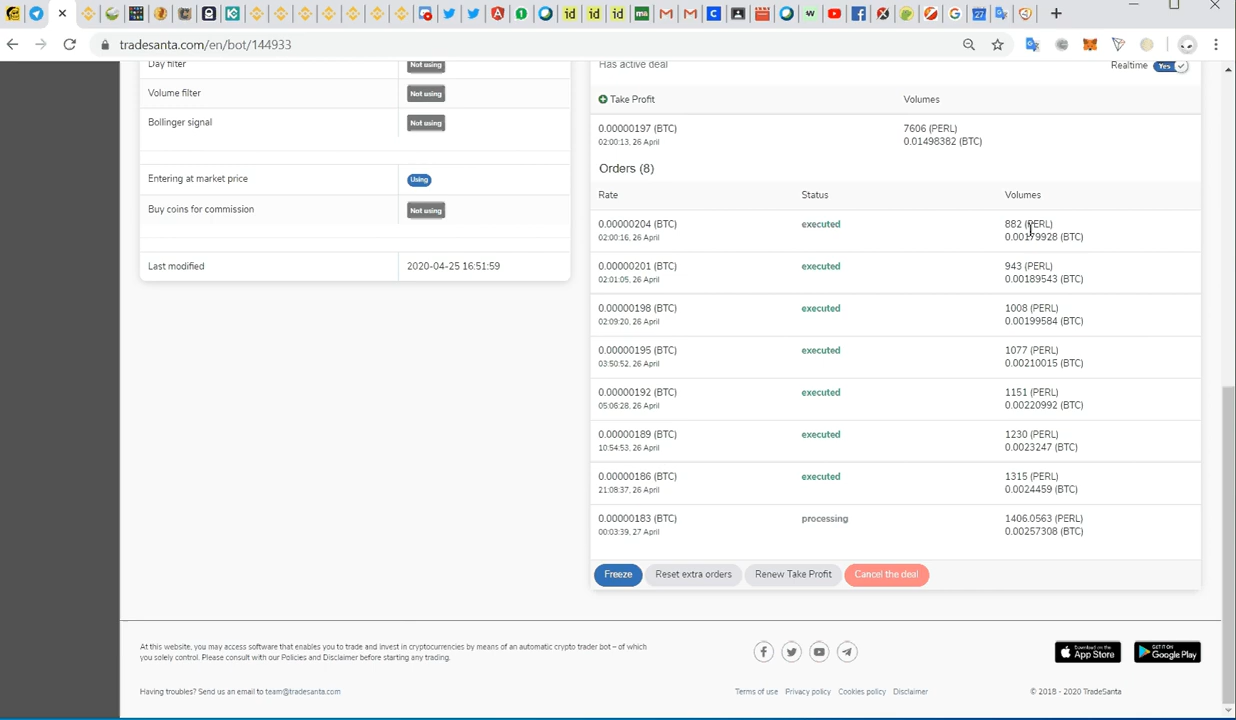 tradesanta.com/en/bot/144933
Day filter
Not using
Volume filter
Not using
Bollinger signal
Not using
Entering at market price
Using
Buy coins for commission
Not using
Last modified
2020-04-25 16:51:59
Has active deal
Realtime
Yes
Take Profit
Volumes
0.00000197 (BTC)
02:00:13, 26 April
7606 (PERL)
0.01498382 (BTC)
Orders (8)
Rate
Status
Volumes
0.00000204 (BTC)
02:00:16, 26 April
executed
882 (PERL)
0.00179928 (BTC)
0.00000201 (BTC)
02:01:05, 26 April
executed
943 (PERL)
0.00189543 (BTC)
0.00000198 (BTC)
02:09:20, 26 April
executed
1008 (PERL)
0.00199584 (BTC)
0.00000195 (BTC)
03:50:52, 26 April
executed
1077 (PERL)
0.00210015 (BTC)
0.00000192 (BTC)
05:06:28, 26 April
executed
1151 (PERL)
0.00220992 (BTC)
0.00000189 (BTC)
10:54:53, 26 April
executed
1230 (PERL)
0.0023247 (BTC)
0.00000186 (BTC)
21:08:37, 26 April
executed
1315 (PERL)
0.0024459 (BTC)
0.00000183 (BTC)
00:03:39, 27 April
processing
1406.0563 (PERL)
0.00257308 (BTC)
Freeze
Reset extra orders
Renew Take Profit
Cancel the deal
At this website, you may access software that enables you to trade and invest in cryptocurrencies by means of an automatic crypto trader bot – of which
you solely control. Please consult with our Policies and Disclaimer before starting any trading.
Download on the
App Store
GET IT ON
Google Play
Having troubles? Send us an email to team@tradesanta.com
Terms of use
Privacy policy
Cookies policy
Disclaimer
© 2018 - 2020 TradeSanta